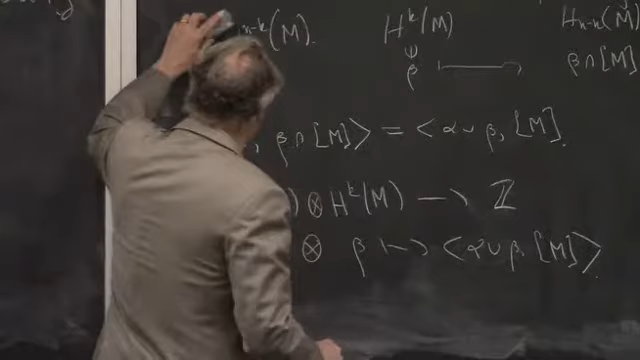 n-k(M). H^k(M) H_{n-k}(M)
Ψ
β ⟼ β∩[M]
, β∩[M]> = <α∪β, [M].
) ⊗ H^k(M) → ℤ
⊗ β ↦ <α∪β, [M]>